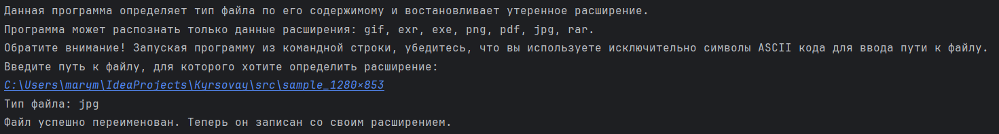 Данная программа определяет тип файла по его содержимому и востановливает утеренное расширение.
Программа может распознать только данные расширения: gif, exr, exe, png, pdf, jpg, rar.
Обратите внимание! Запуская программу из командной строки, убедитесь, что вы используете исключительно символы ASCII кода для ввода пути к файлу.
Введите путь к файлу, для которого хотите определить расширение:
C:\Users\marym\IdeaProjects\Kyrsovay\src\sample_1280×853
Тип файла: jpg
Файл успешно переименован. Теперь он записан со своим расширением.